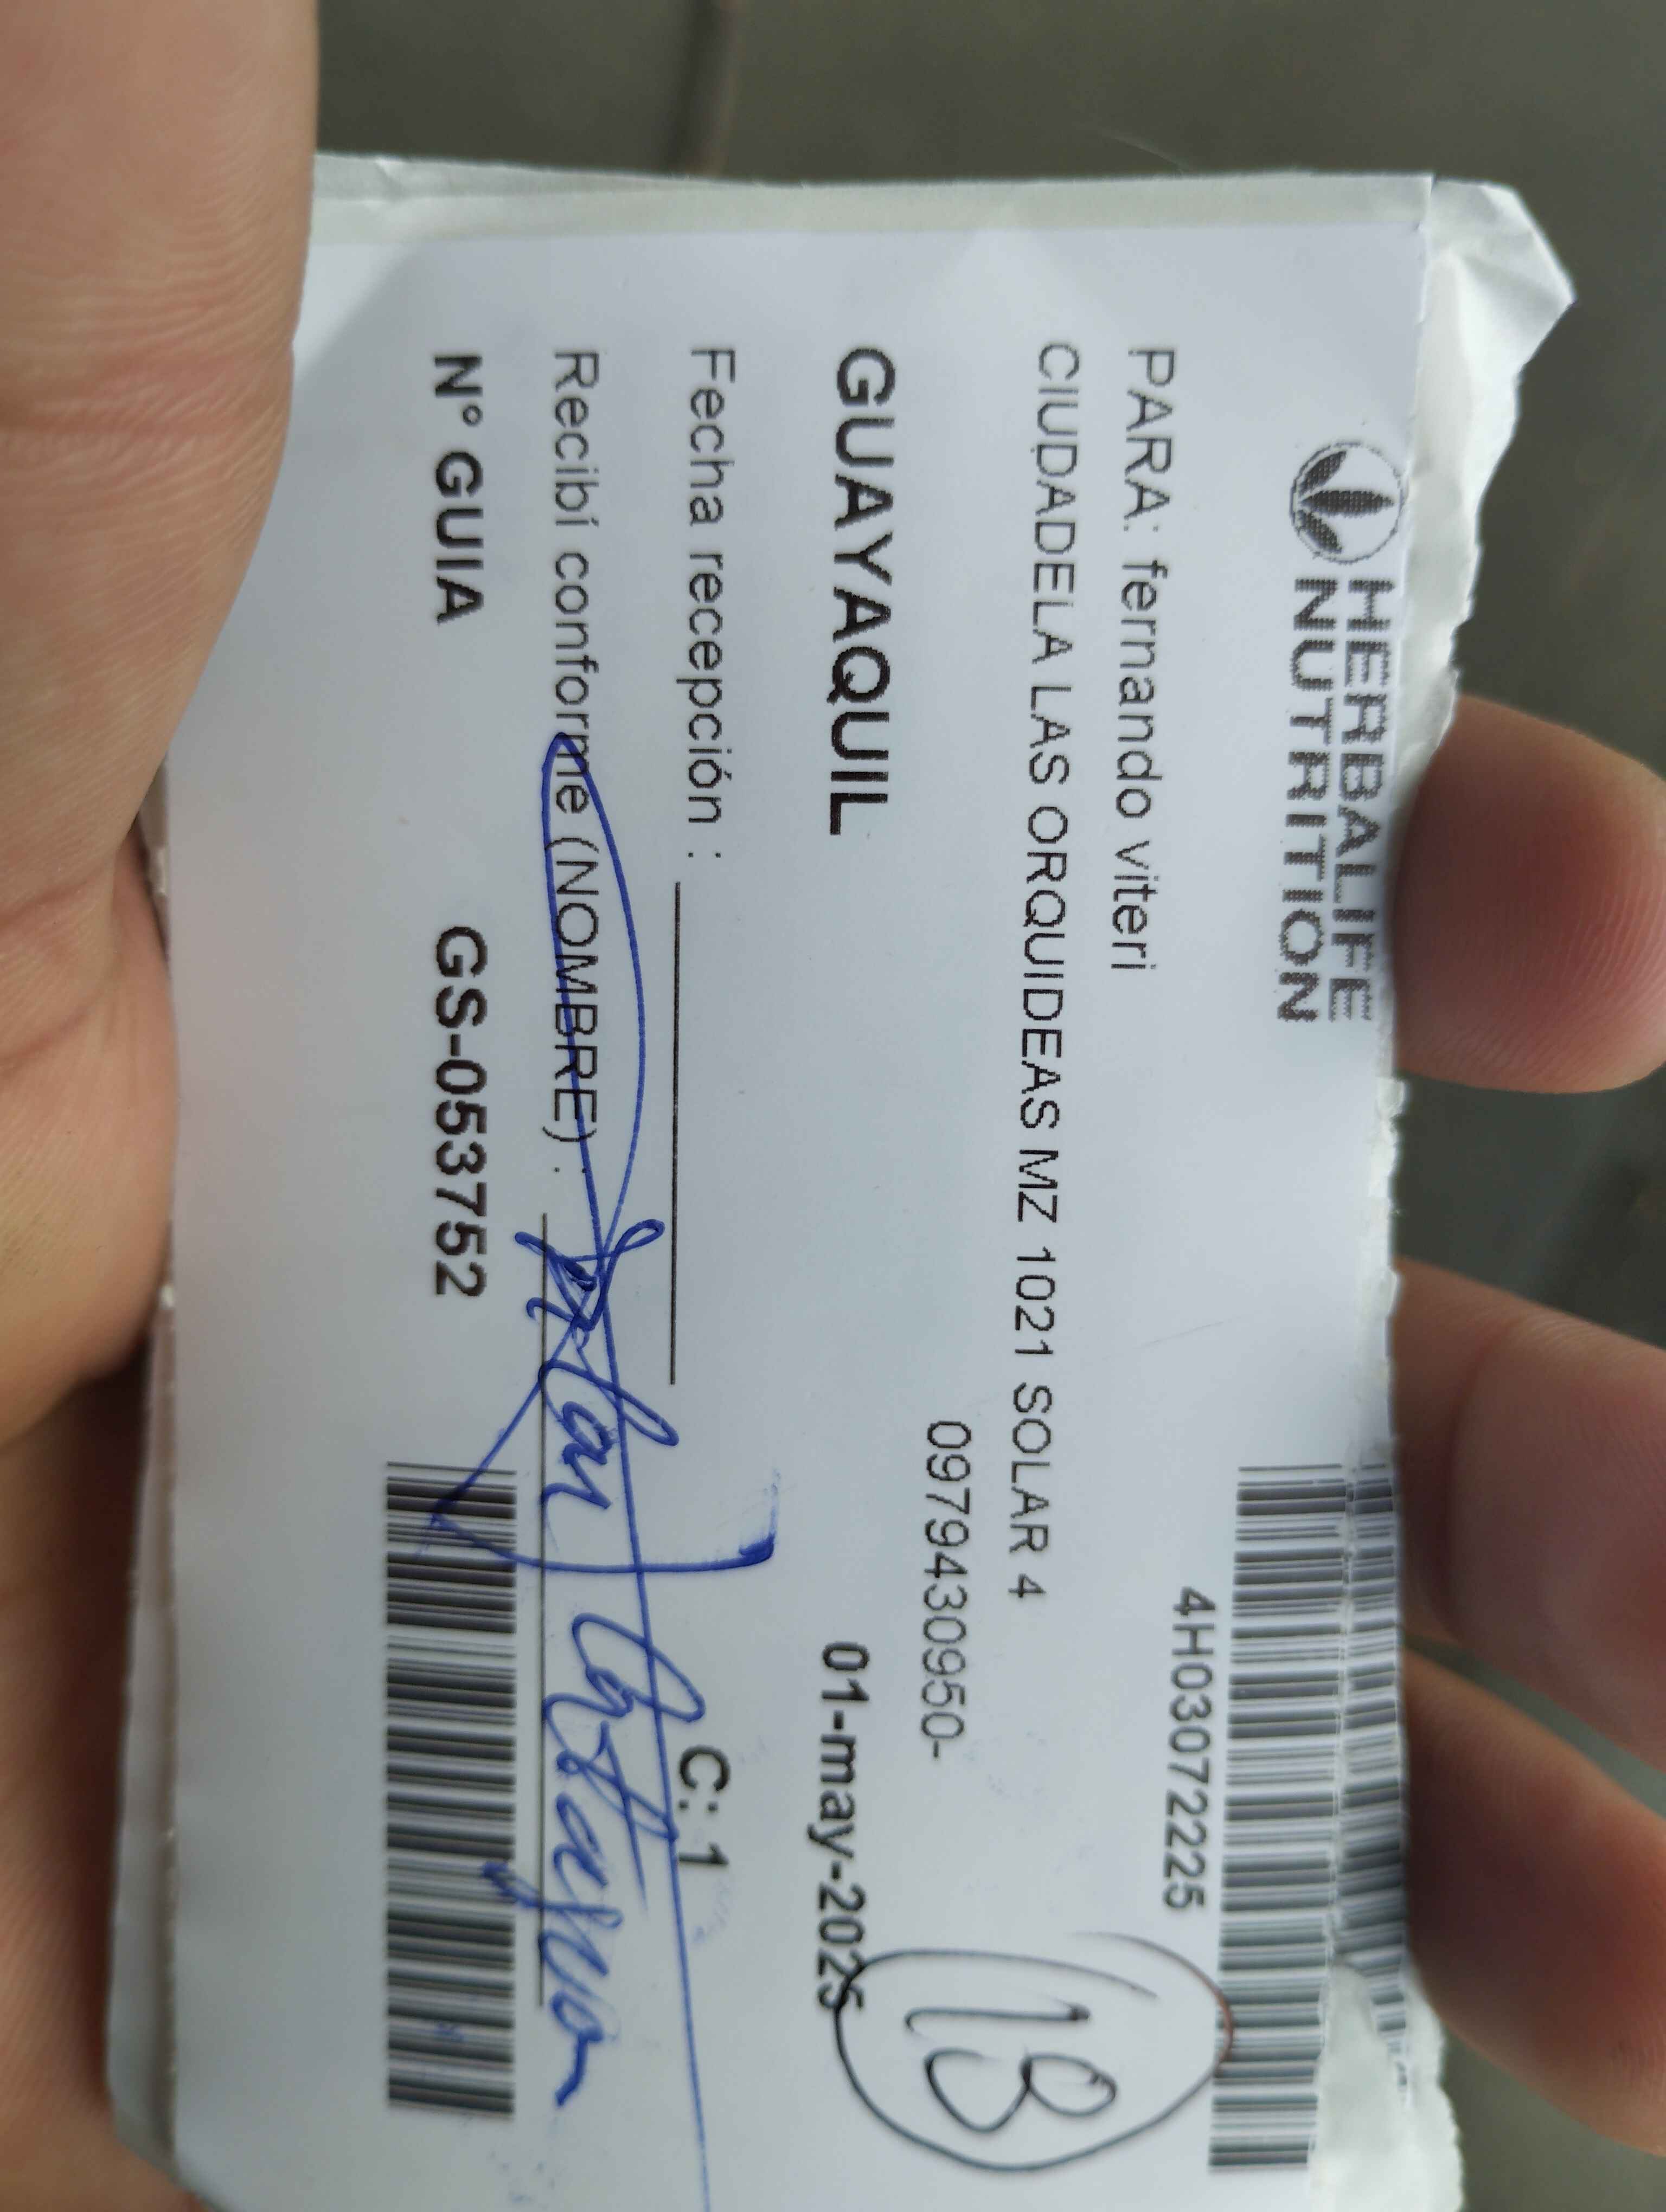 HERBALIFE
NUTRITION
4H03072225
PARA: fernando viteri
CIUDADELA LAS ORQUIDEAS MZ 1021 SOLAR 4
0979430950-
18
GUAYAQUIL
01-may-2025
Fecha recepción :
C: 1
Recibí conforme (NOMBRE) :
N° GUIA GS-053752